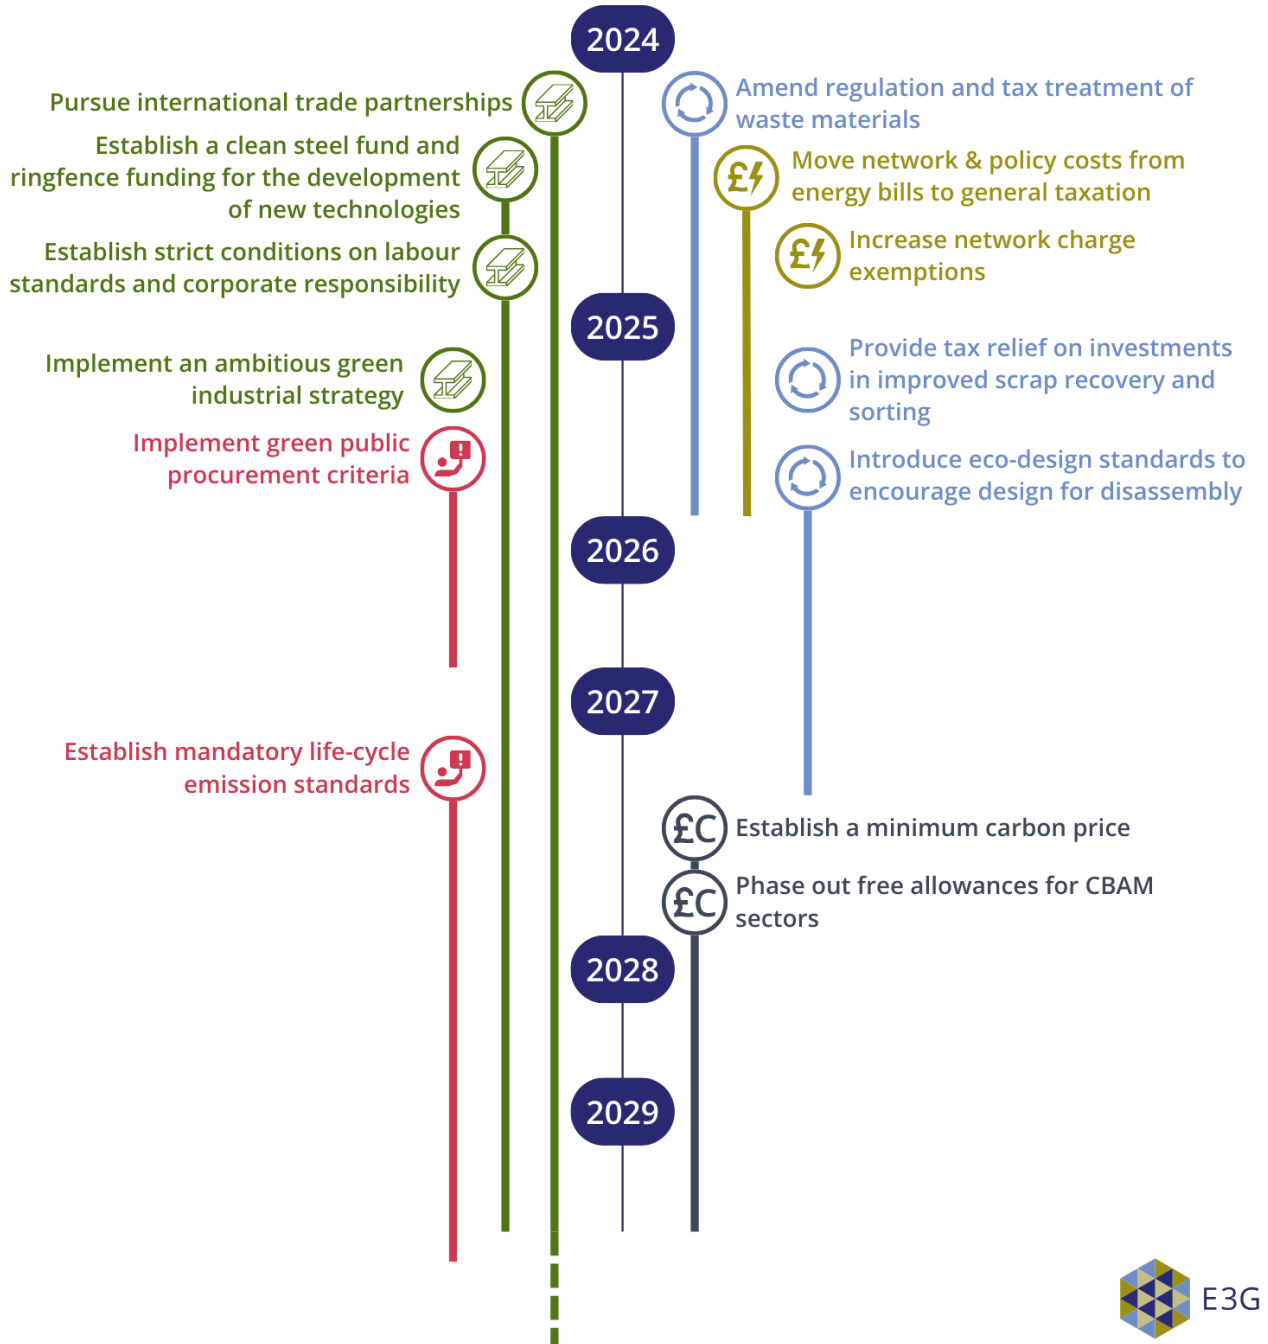 2024
Pursue international trade partnerships
Amend regulation and tax treatment of
waste materials
Establish a clean steel fund and
ringfence funding for the development
of new technologies
£
Move network & policy costs from
energy bills to general taxation
Establish strict conditions on labour
standards and corporate responsibility
£
Increase network charge
exemptions
2025
Implement an ambitious green
industrial strategy
Provide tax relief on investments
in improved scrap recovery and
sorting
Implement green public
procurement criteria
!
Introduce eco-design standards to
encourage design for disassembly
2026
2027
Establish mandatory life-cycle
emission standards
!
£C
Establish a minimum carbon price
£C
Phase out free allowances for CBAM
sectors
2028
2029
E3G